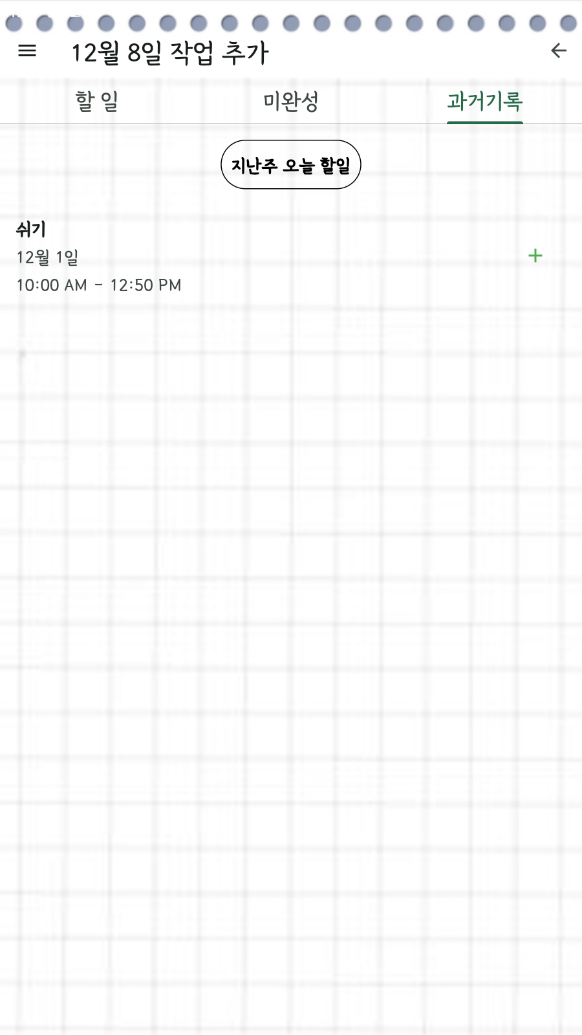 12월 8일 작업 추가
할 일
미완성
과거기록
지난주 오늘 할일
쉬기
12월 1일
10:00 AM - 12:50 PM